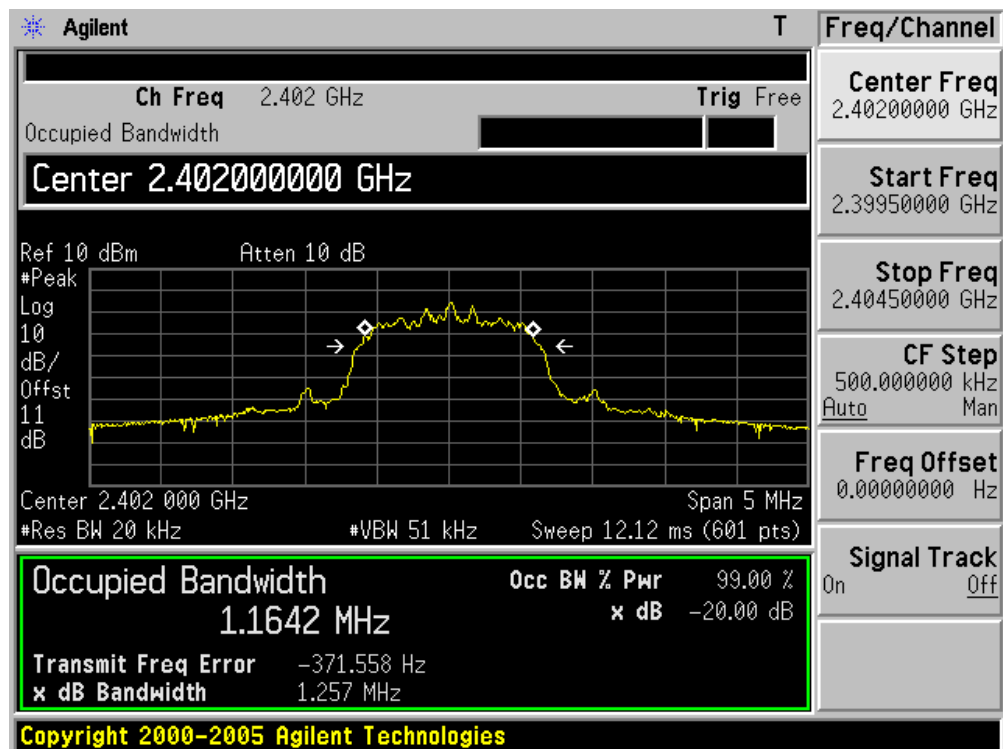 Agilent T
Ch Freq 2.402 GHz Trig Free
Occupied Bandwidth
Center 2.402000000 GHz
Ref 10 dBm Atten 10 dB
#Peak
Log
10
dB/
Offst
11
dB
Center 2.402 000 GHz Span 5 MHz
#Res BW 20 kHz #VBW 51 kHz Sweep 12.12 ms (601 pts)
Occupied Bandwidth Occ BW % Pwr 99.00 %
1.1642 MHz x dB -20.00 dB
Transmit Freq Error -371.558 Hz
x dB Bandwidth 1.257 MHz
Copyright 2000-2005 Agilent Technologies
Freq/Channel
Center Freq
2.40200000 GHz
Start Freq
2.39950000 GHz
Stop Freq
2.40450000 GHz
CF Step
500.000000 kHz
Auto Man
Freq Offset
0.00000000 Hz
Signal Track
On Off